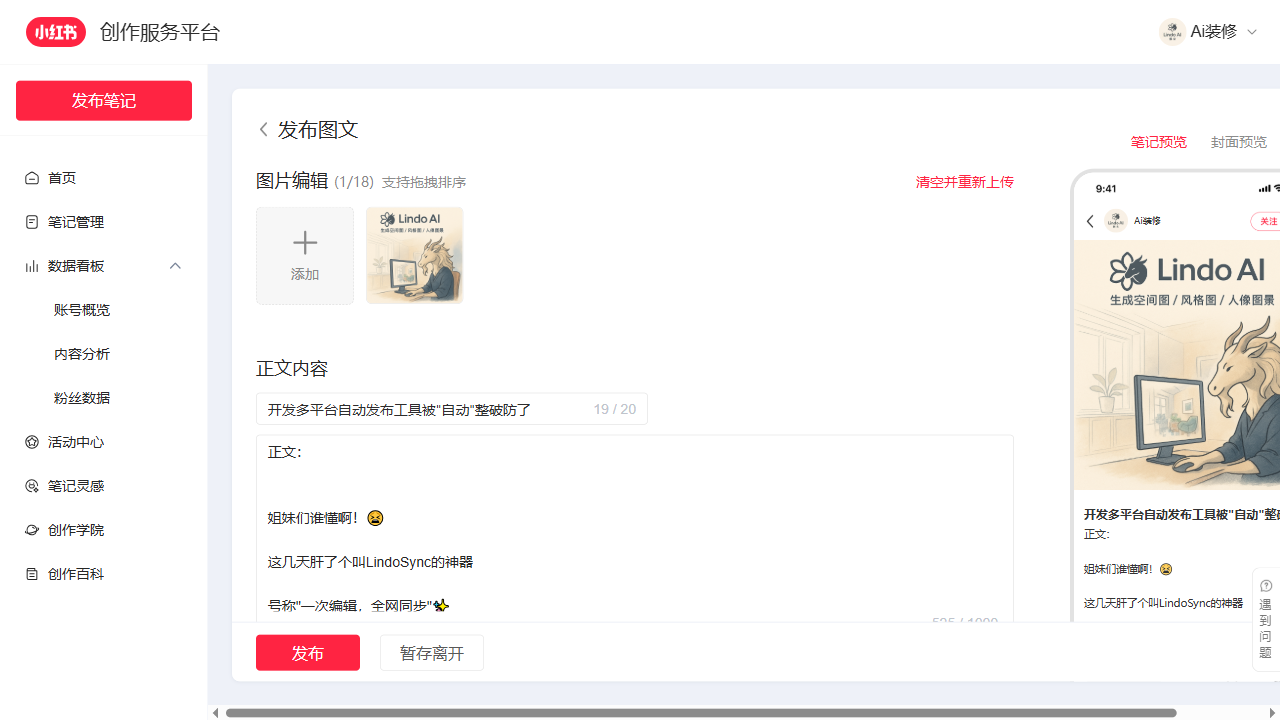 小红书 创作服务平台
Ai装修
发布笔记
首页
笔记管理
数据看板
账号概览
内容分析
粉丝数据
活动中心
笔记灵感
创作学院
创作百科
发布图文
图片编辑 (1/18) 支持拖拽排序
清空并重新上传
添加
Lindo AI
生成空间图 / 风格图 / 人像图景
正文内容
开发多平台自动发布工具被"自动"整破防了
19 / 20
正文：
姐妹们谁懂啊！😫
这几天肝了个叫LindoSync的神器
号称"一次编辑，全网同步"✨
发布
暂存离开
笔记预览
封面预览
9:41
Ai装修
关注
Lindo AI
生成空间图 / 风格图 / 人像图景
开发多平台自动发布工具被"自动"整
正文：
姐妹们谁懂啊！😫
这几天肝了个叫LindoSync的神器
遇到问题